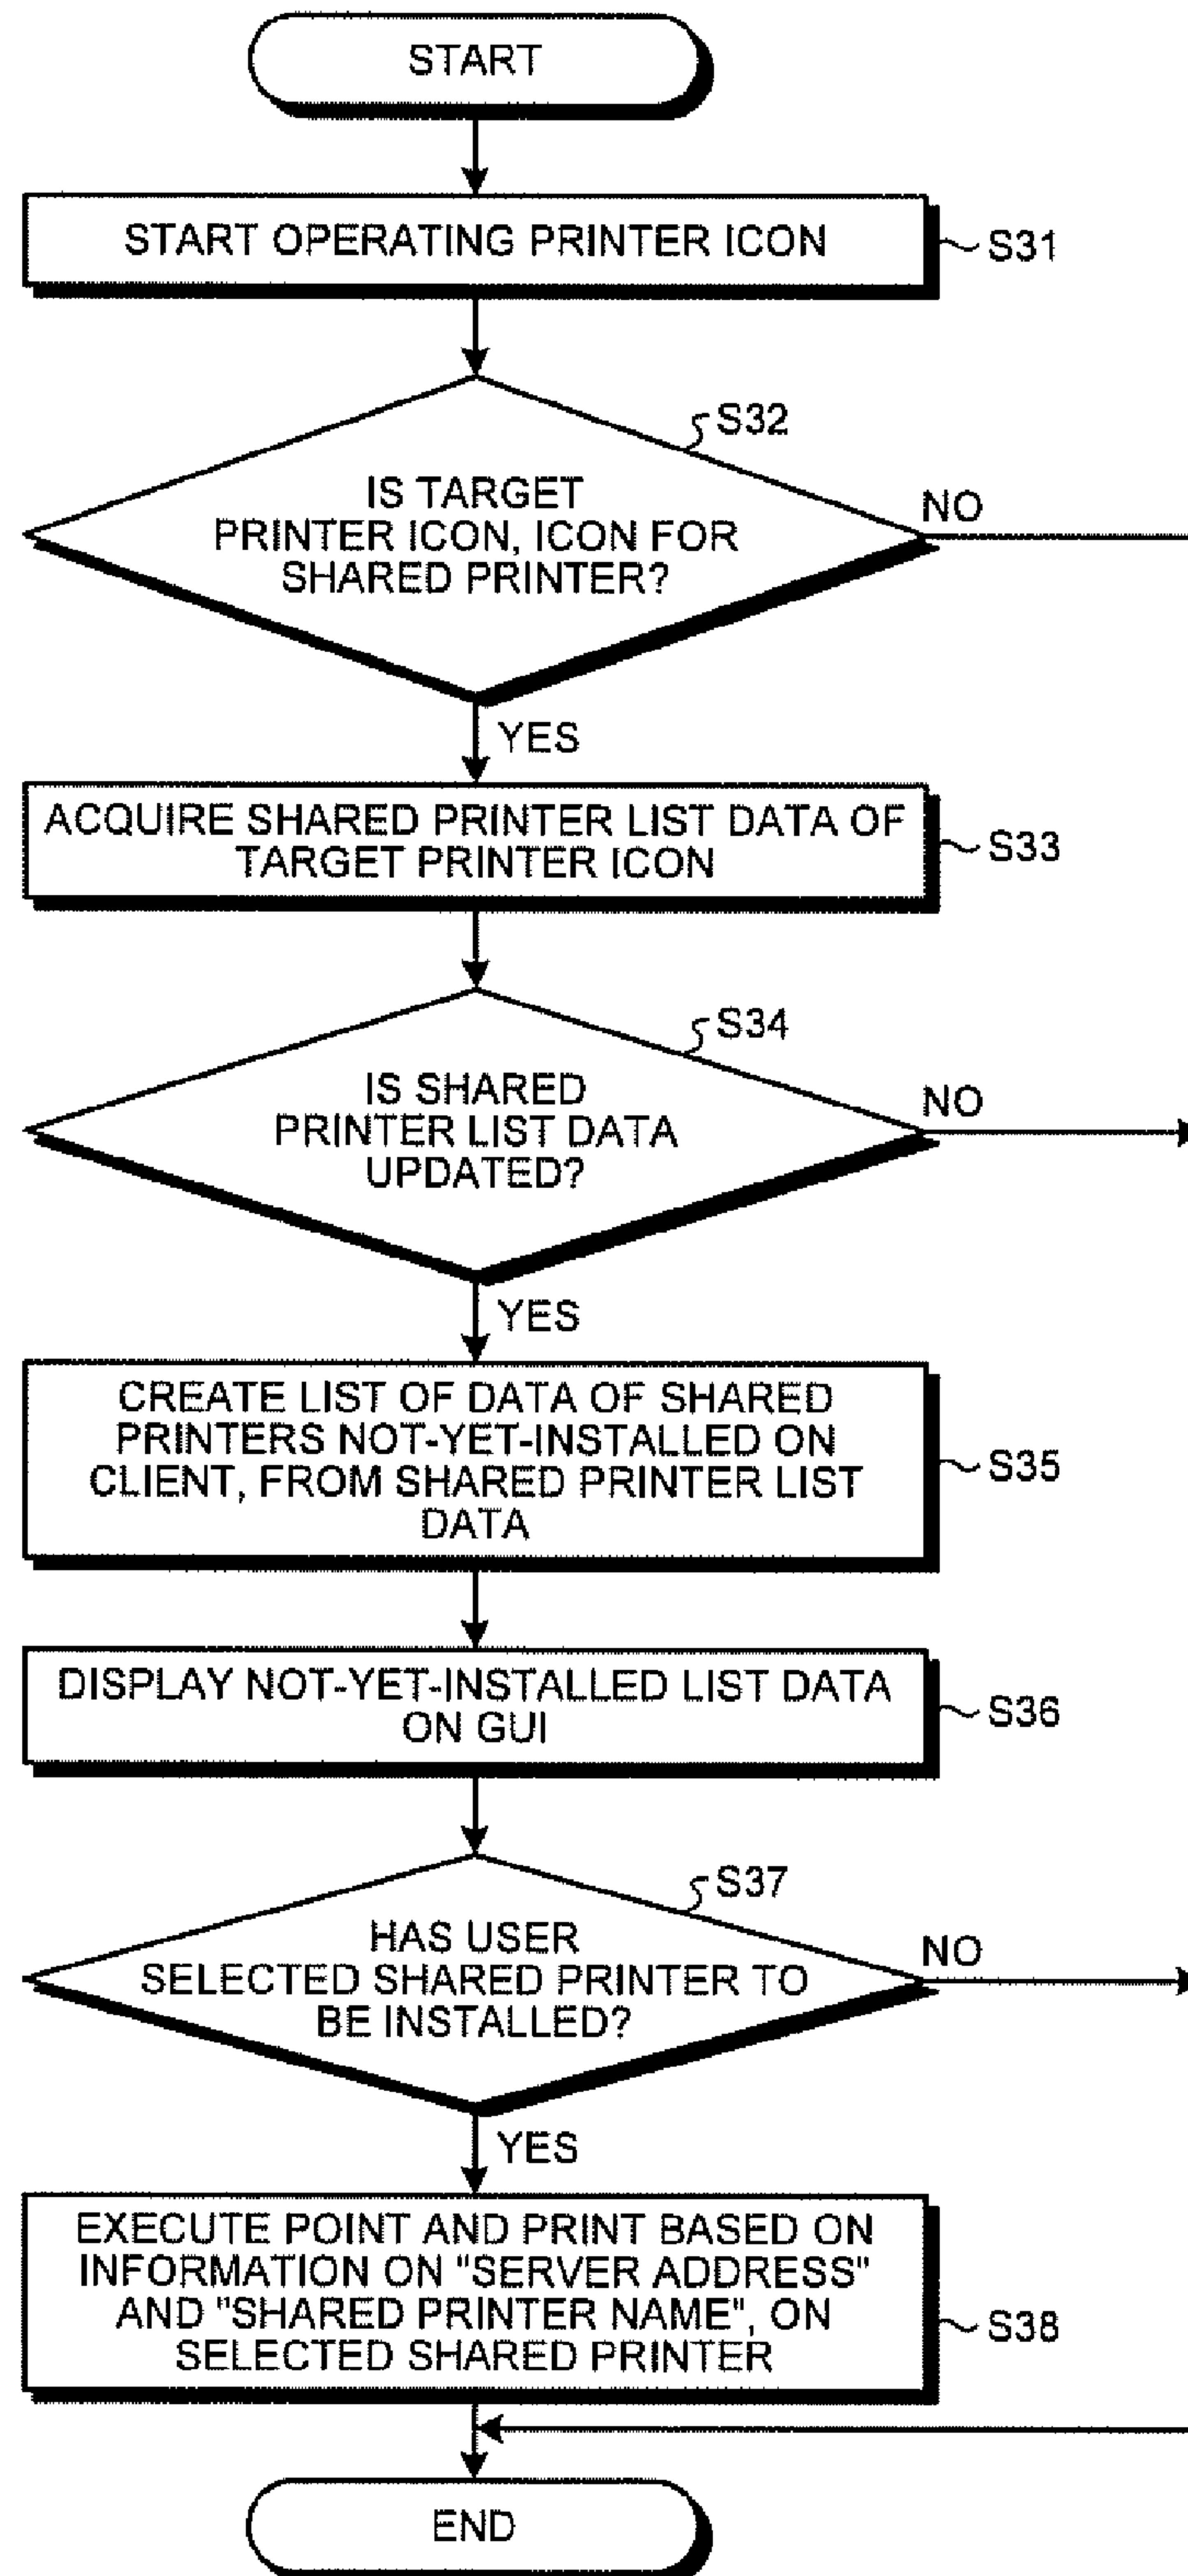 START
START OPERATING PRINTER ICON
S31
S32
IS TARGET
PRINTER ICON, ICON FOR
SHARED PRINTER?
NO
YES
ACQUIRE SHARED PRINTER LIST DATA OF
TARGET PRINTER ICON
S33
S34
IS SHARED
PRINTER LIST DATA
UPDATED?
NO
YES
CREATE LIST OF DATA OF SHARED
PRINTERS NOT-YET-INSTALLED ON
CLIENT, FROM SHARED PRINTER LIST
DATA
S35
DISPLAY NOT-YET-INSTALLED LIST DATA
ON GUI
S36
S37
HAS USER
SELECTED SHARED PRINTER TO
BE INSTALLED?
NO
YES
EXECUTE POINT AND PRINT BASED ON
INFORMATION ON "SERVER ADDRESS"
AND "SHARED PRINTER NAME", ON
SELECTED SHARED PRINTER
S38
END